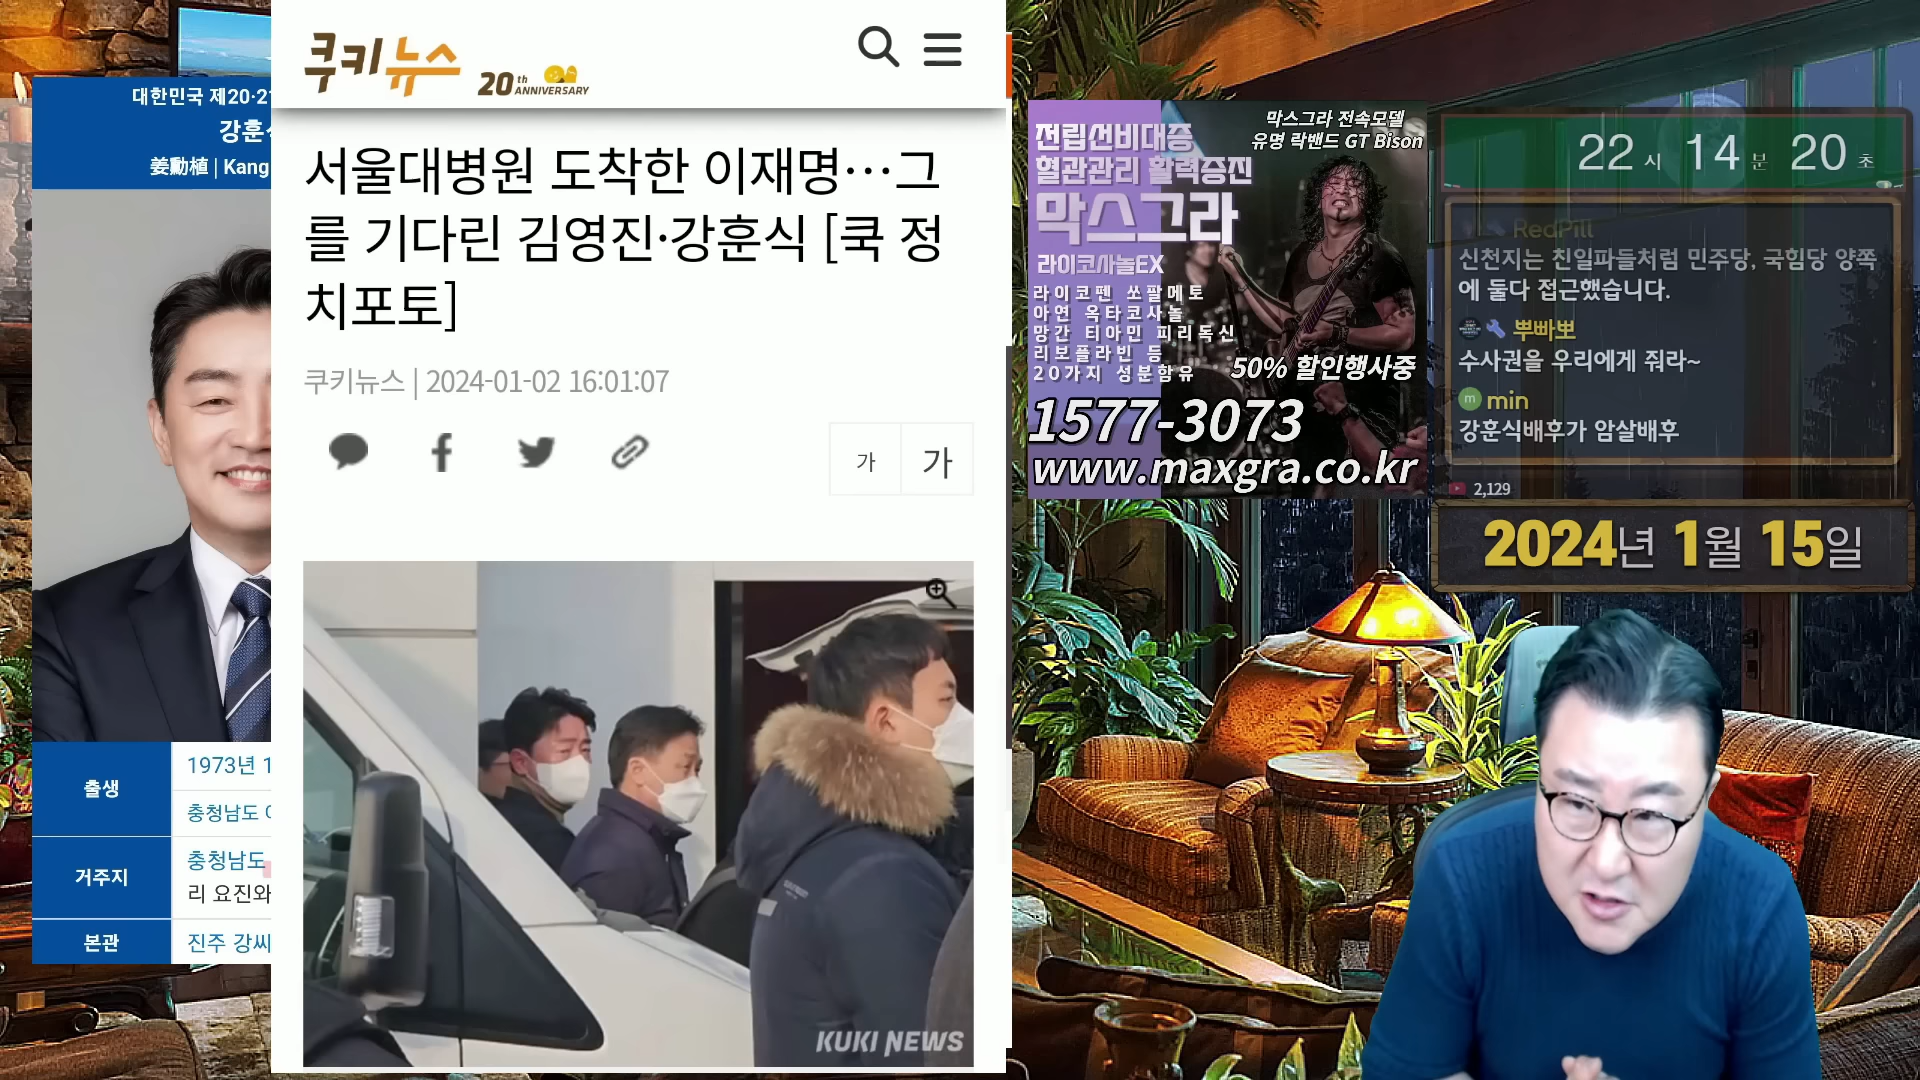 대한민국 제20·2
강훈
姜勳植 | Kang
출생
1973년 1
충청남도
거주지
충청남도
리 요진와
본관
진주 강씨
쿠키뉴스
20th ANNIVERSARY
서울대병원 도착한 이재명…그
를 기다린 김영진·강훈식 [쿡 정
치포토]
쿠키뉴스 | 2024-01-02 16:01:07
가 가
KUKI NEWS
막스그라 전속모델
유명 락밴드 GT Bison
전립선비대증
혈관관리 활력증진
막스그라
라이코사놀EX
라이코펜 쏘팔메토
아연 옥타코사놀
망간 티아민 피리독신
리보플라빈 등
20가지 성분함유
50% 할인행사중
1577-3073
www.maxgra.co.kr
22시 14분 20초
RedPill
신천지는 친일파들처럼 민주당, 국힘당 양쪽
에 둘다 접근했습니다.
뿌빠뽀
수사권을 우리에게 줘라~
m min
강훈식배후가 암살배후
2,129
2024년 1월 15일